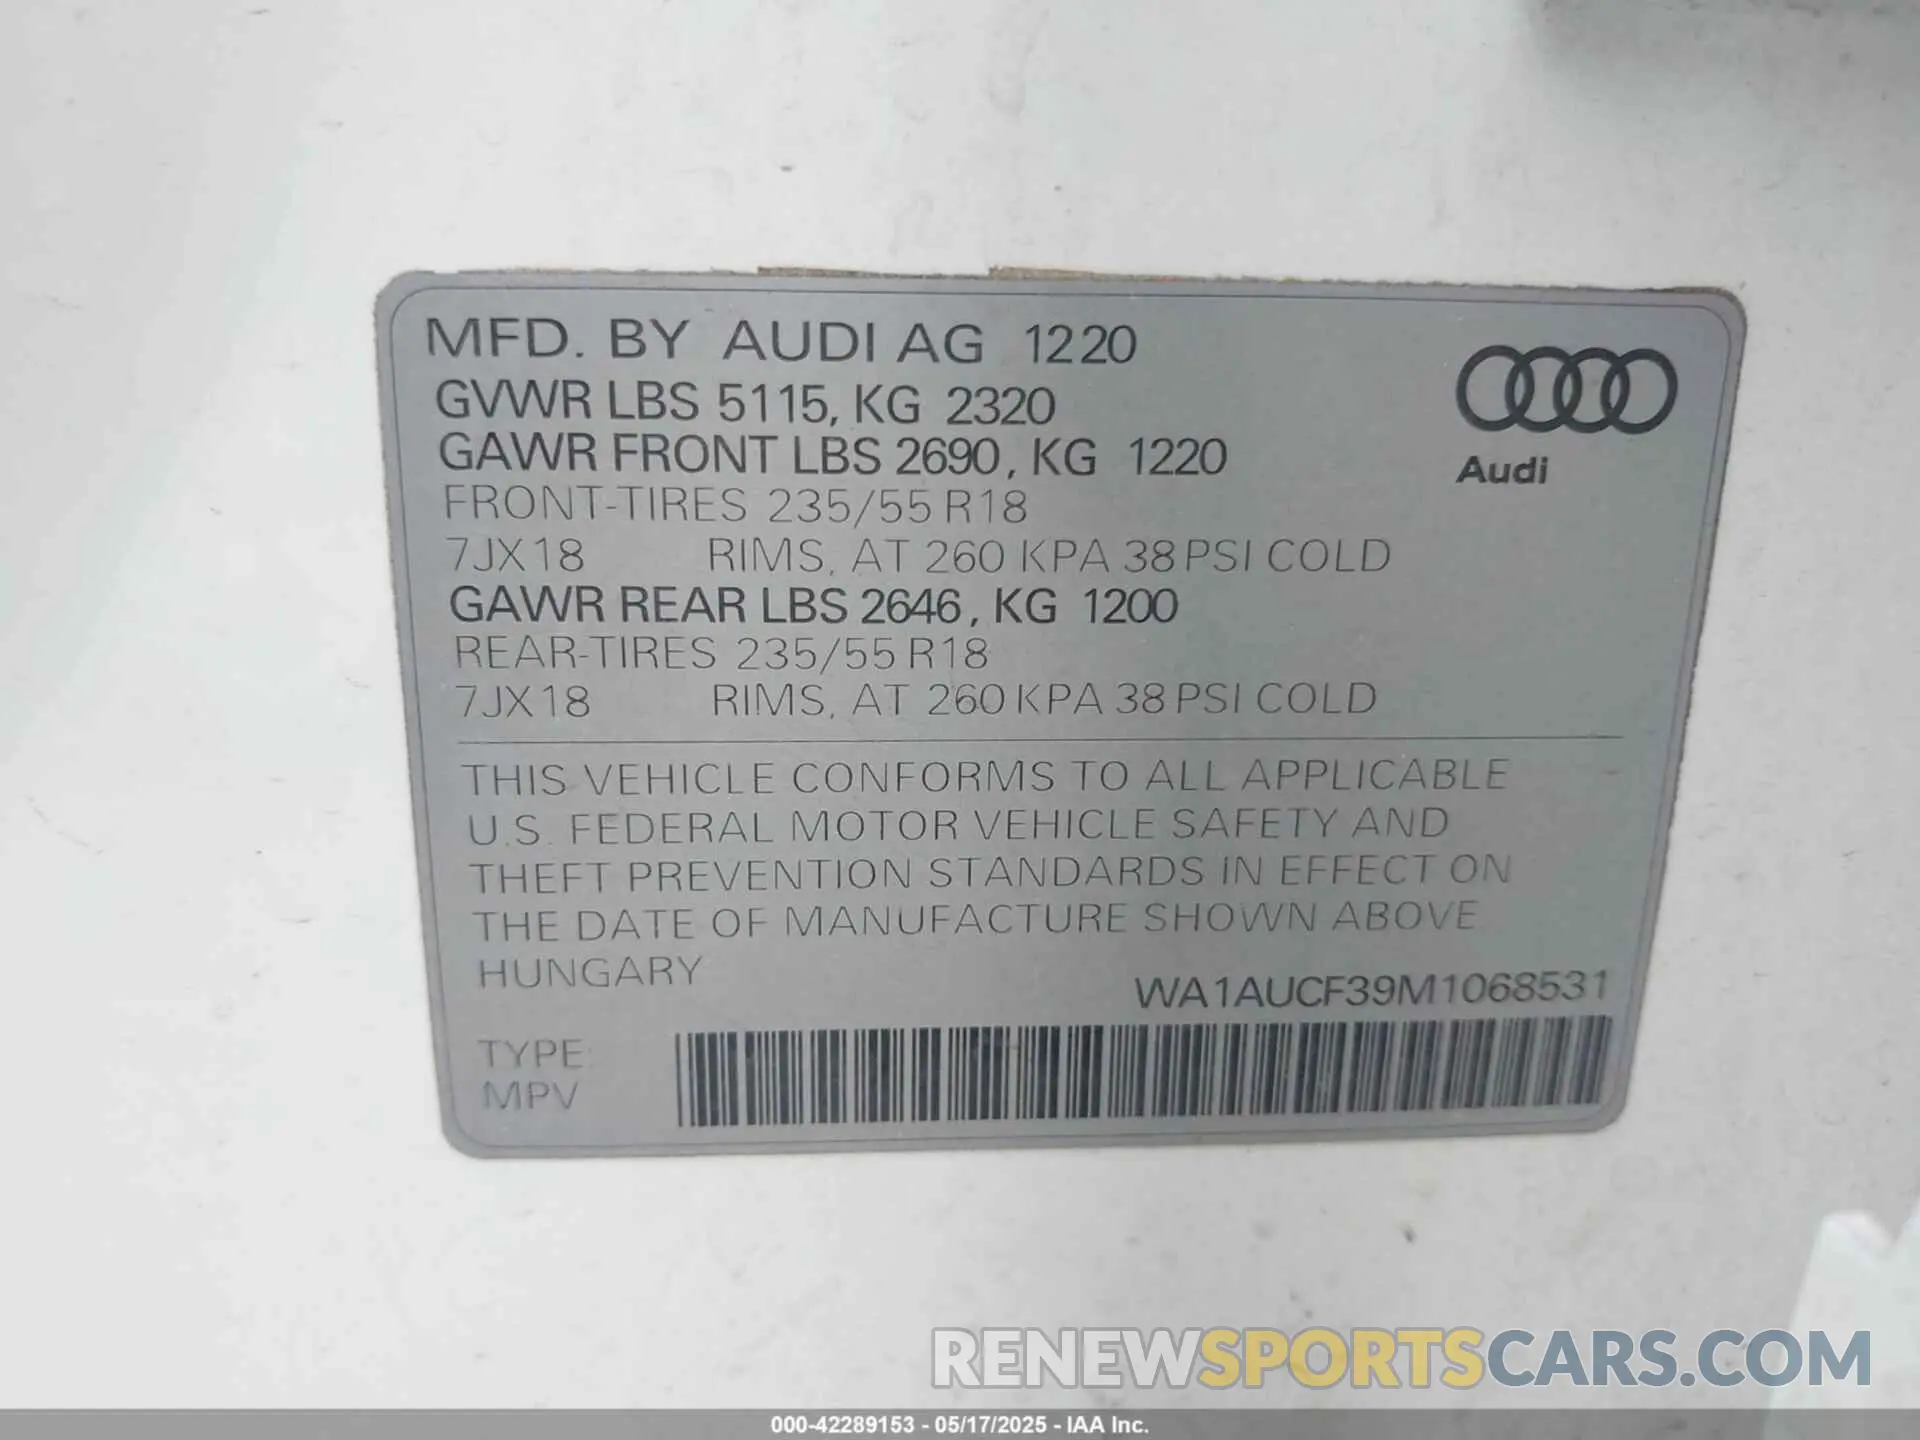 MFD. BY AUDI AG 1220
GVWR LBS 5115, KG 2320
GAWR FRONT LBS 2690, KG 1220
Audi
FRONT-TIRES 235/55 R18
7JX18 RIMS, AT 260 KPA 38 PSI COLD
GAWR REAR LBS 2646, KG 1200
REAR-TIRES 235/55 R18
7JX18 RIMS, AT 260 KPA 38 PSI COLD
THIS VEHICLE CONFORMS TO ALL APPLICABLE
U.S. FEDERAL MOTOR VEHICLE SAFETY AND
THEFT PREVENTION STANDARDS IN EFFECT ON
THE DATE OF MANUFACTURE SHOWN ABOVE
HUNGARY
WA1AUCF39M1068531
TYPE:
MPV
RENEWSPORTSCARS.COM
000-42289153 - 05/17/2025 - IAA Inc.